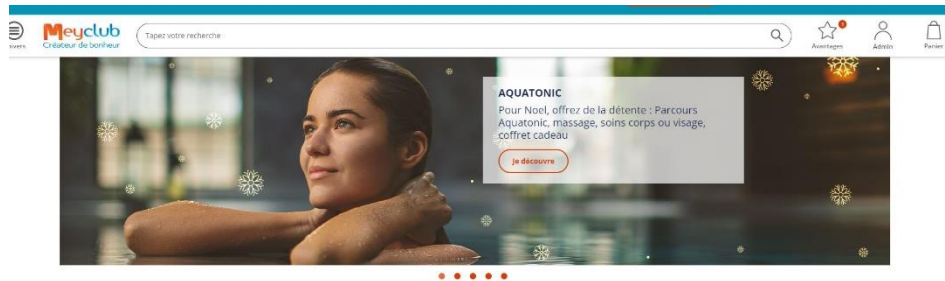 Meyclub
Créateur de bonheur
Tapez votre recherche
Avantages
Admin
Panier
AQUATONIC
Pour Noel, offrez de la détente : Parcours
Aquatonic, massage, soins corps ou visage,
coffret cadeau
Je découvre